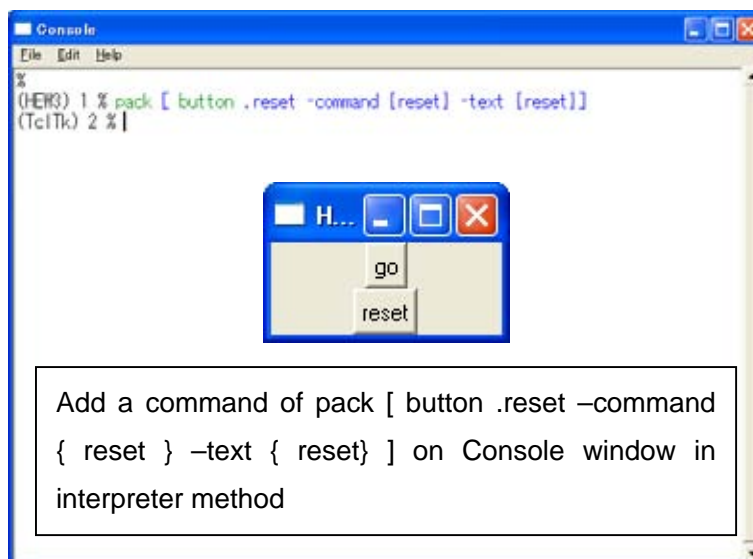 Console
File Edit Help
%
(HEW3) 1 % pack [ button .reset -command [reset] -text [reset]]
(TclTk) 2 %
H...
go
reset
Add a command of pack [ button .reset –command
{ reset } –text { reset} ] on Console window in
interpreter method